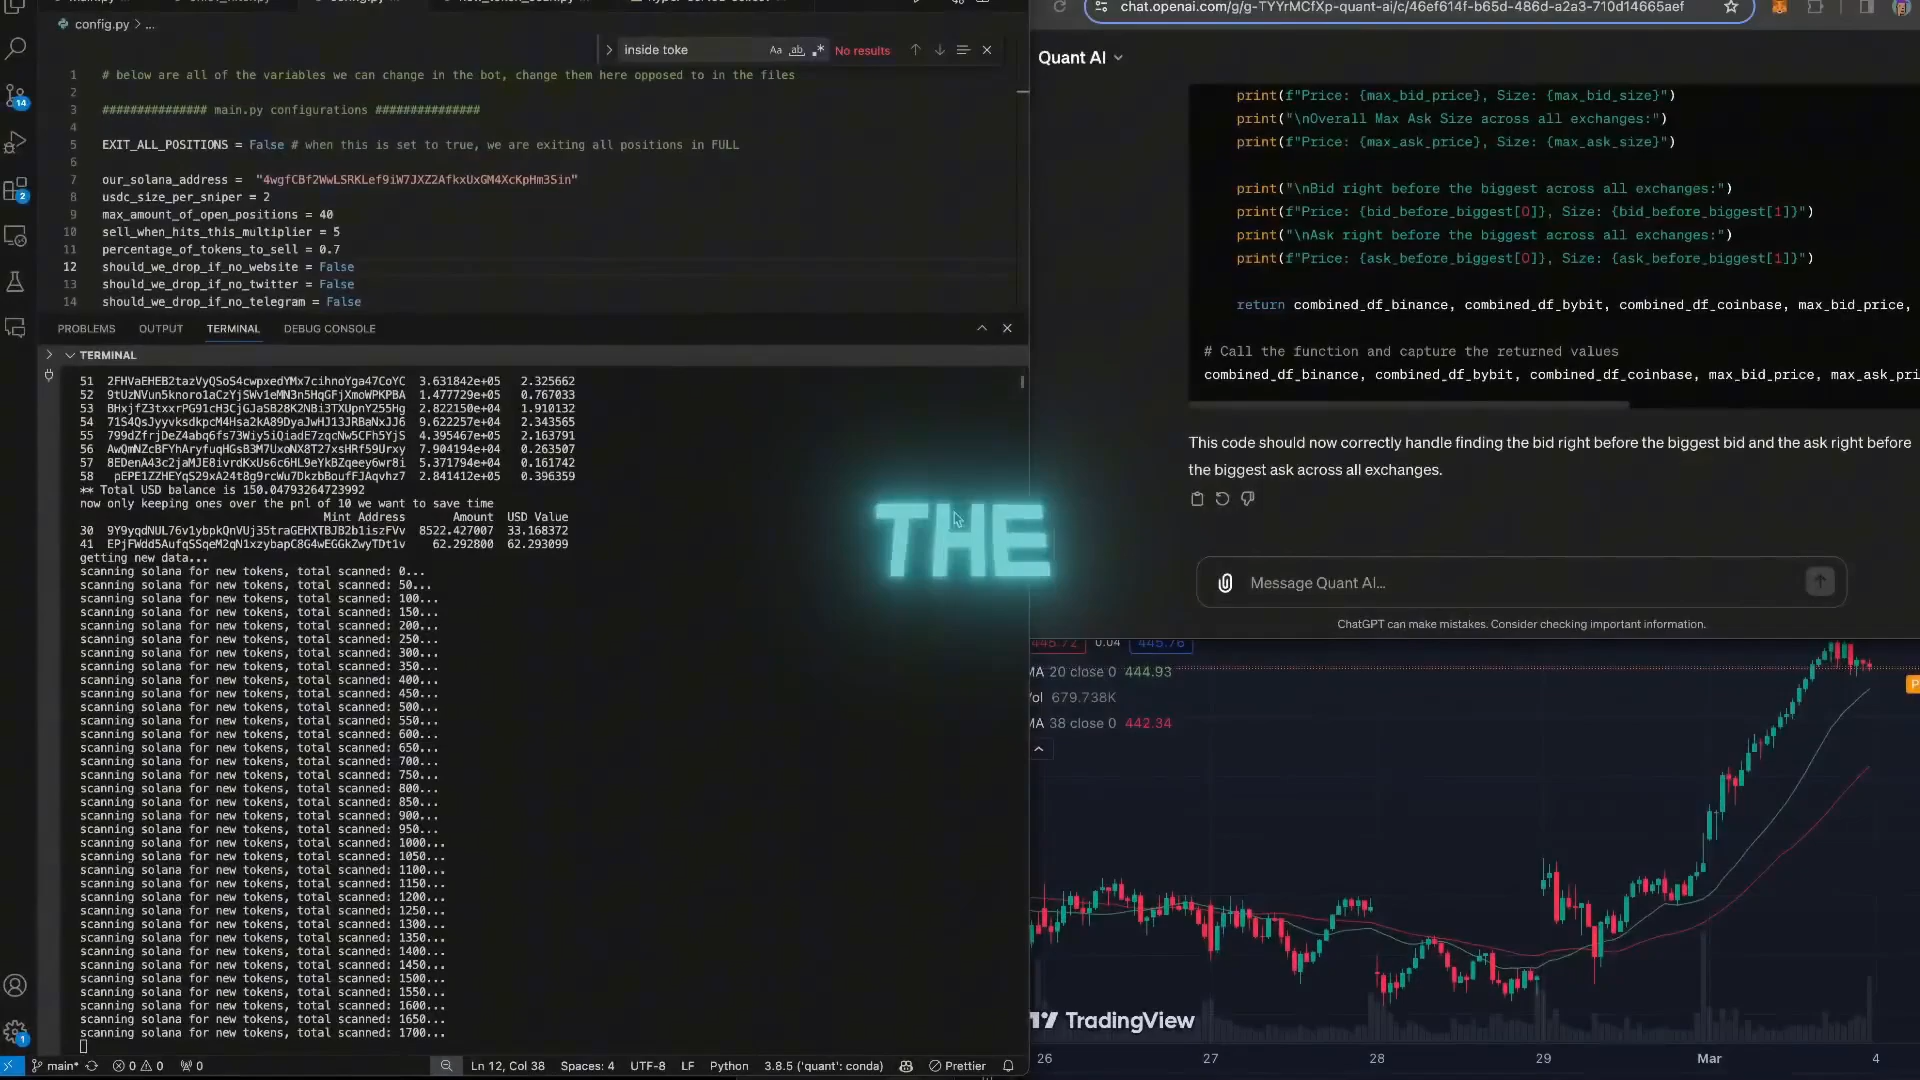 config.py > ...
inside toke
Aa ab .* No results
1 # below are all of the variables we can change in the bot, change them here opposed to in the files
2
3 ############### main.py configurations ###############
4
5 EXIT_ALL_POSITIONS = False # when this is set to true, we are exiting all positions in FULL
6
7 our_solana_address = "4wgfCBf2WwLSRKLef9iW7JXZ2AfkxUxGM4XcKpHm3Sin"
8 usdc_size_per_sniper = 2
9 max_amount_of_open_positions = 40
10 sell_when_hits_this_multiplier = 5
11 percentage_of_tokens_to_sell = 0.7
12 should_we_drop_if_no_website = False
13 should_we_drop_if_no_twitter = False
14 should_we_drop_if_no_telegram = False
14
2
PROBLEMS OUTPUT TERMINAL DEBUG CONSOLE
TERMINAL
51 2FHVaEHEB2tazVyQSoS4cwpxedYMx7cihnoYga47CoYC 3.631842e+05 2.325662
52 9tUzNVun5knoro1aCzYjSWv1eMN3n5HqGFjXmoWPKPBA 1.477729e+05 0.767033
53 BHxjfZ3txxrPG91cH3CjGJaSB28K2NBi3TXUpnY255Hg 2.822150e+04 1.910132
54 71S4QsJyyvksdkpcM4Hsa2kA89DyaJwHJ13JRBaNxJJ6 9.622257e+04 2.343565
55 799dZfrjDeZ4abq6fs73Wiy5iQiadE7zqcNw5CFh5YjS 4.395467e+05 2.163791
56 AwQmNZcBFYhAryfuqHGsB3M7UxoNX8T27xsHRf59Urxy 7.904194e+04 0.263507
57 8EDenA43c2jaMJE8ivrdKxUs6c6HL9eYkBZqeey6wr8i 5.371794e+04 0.161742
58 pEPE1ZZHEYqS29xA24t8g9rcWu7DkzbBoufFJAqvhz7 2.841412e+05 0.396359
** Total USD balance is 150.04793264723992
now only keeping ones over the pnl of 10 we want to save time
Mint Address Amount USD Value
30 9Y9yqdNUL76v1ybpkQnVUj35traGEHXTBJB2b1iszFVv 8522.427007 33.168372
41 EPjFWdd5AufqSSqeM2qN1xzybapC8G4wEGGkZwyTDt1v 62.292800 62.293099
getting new data...
scanning solana for new tokens, total scanned: 0...
scanning solana for new tokens, total scanned: 50...
scanning solana for new tokens, total scanned: 100...
scanning solana for new tokens, total scanned: 150...
scanning solana for new tokens, total scanned: 200...
scanning solana for new tokens, total scanned: 250...
scanning solana for new tokens, total scanned: 300...
scanning solana for new tokens, total scanned: 350...
scanning solana for new tokens, total scanned: 400...
scanning solana for new tokens, total scanned: 450...
scanning solana for new tokens, total scanned: 500...
scanning solana for new tokens, total scanned: 550...
scanning solana for new tokens, total scanned: 600...
scanning solana for new tokens, total scanned: 650...
scanning solana for new tokens, total scanned: 700...
scanning solana for new tokens, total scanned: 750...
scanning solana for new tokens, total scanned: 800...
scanning solana for new tokens, total scanned: 850...
scanning solana for new tokens, total scanned: 900...
scanning solana for new tokens, total scanned: 950...
scanning solana for new tokens, total scanned: 1000...
scanning solana for new tokens, total scanned: 1050...
scanning solana for new tokens, total scanned: 1100...
scanning solana for new tokens, total scanned: 1150...
scanning solana for new tokens, total scanned: 1200...
scanning solana for new tokens, total scanned: 1250...
scanning solana for new tokens, total scanned: 1300...
scanning solana for new tokens, total scanned: 1350...
scanning solana for new tokens, total scanned: 1400...
scanning solana for new tokens, total scanned: 1450...
scanning solana for new tokens, total scanned: 1500...
scanning solana for new tokens, total scanned: 1550...
scanning solana for new tokens, total scanned: 1600...
scanning solana for new tokens, total scanned: 1650...
scanning solana for new tokens, total scanned: 1700...
1
main* 0 0 0 Ln 12, Col 38 Spaces: 4 UTF-8 LF Python 3.8.5 ('quant': conda) Prettier
THE
chat.openai.com/g/g-TYYrMCfXp-quant-ai/c/46ef614f-b65d-486d-a2a3-710d14665aef
Quant AI
print(f"Price: {max_bid_price}, Size: {max_bid_size}")
print("\nOverall Max Ask Size across all exchanges:")
print(f"Price: {max_ask_price}, Size: {max_ask_size}")
print("\nBid right before the biggest across all exchanges:")
print(f"Price: {bid_before_biggest[0]}, Size: {bid_before_biggest[1]}")
print("\nAsk right before the biggest across all exchanges:")
print(f"Price: {ask_before_biggest[0]}, Size: {ask_before_biggest[1]}")
return combined_df_binance, combined_df_bybit, combined_df_coinbase, max_bid_price,
# Call the function and capture the returned values
combined_df_binance, combined_df_bybit, combined_df_coinbase, max_bid_price, max_ask_pri
This code should now correctly handle finding the bid right before the biggest bid and the ask right before
the biggest ask across all exchanges.
Message Quant AI...
ChatGPT can make mistakes. Consider checking important information.
445.72 0.04 445.76
MA 20 close 0 444.93
Vol 679.738K
MA 38 close 0 442.34
P
TradingView
26 27 28 29 Mar 4